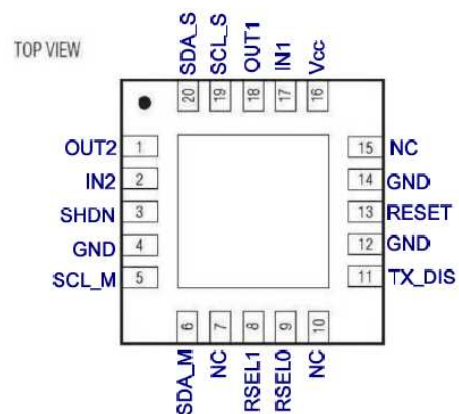 TOP VIEW
SDA_S
SCL_S
OUT1
IN1
Vcc
20
19
18
17
16
OUT2 1
IN2 2
SHDN 3
GND 4
SCL_M 5
15 NC
14 GND
13 RESET
12 GND
11 TX_DIS
6
7
8
9
10
SDA_M
NC
RSEL1
RSEL0
NC